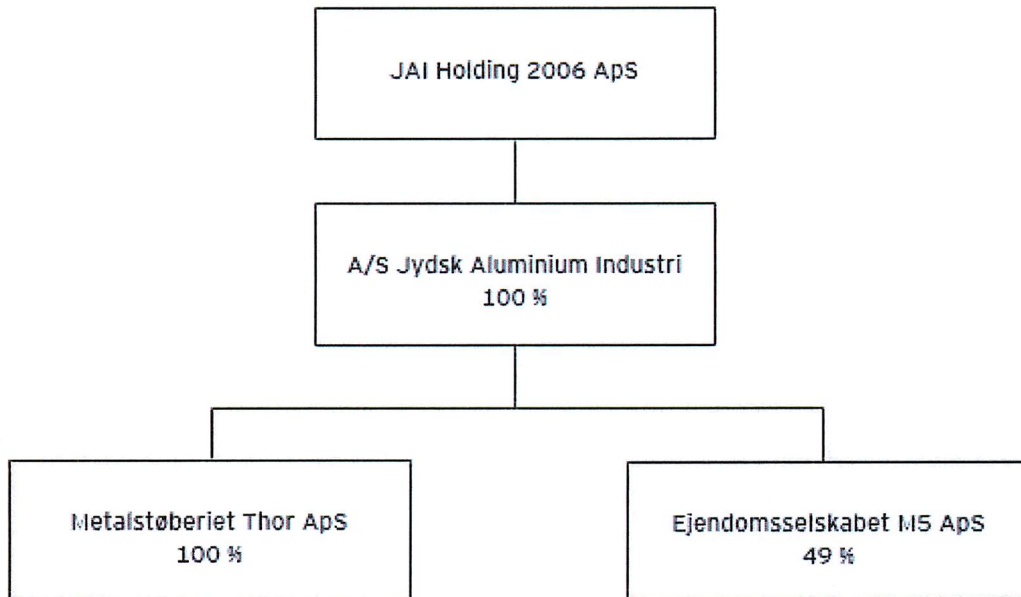 JAI Holding 2006 ApS
A/S Jydsk Aluminium Industri
100 %
Metalstøberiet Thor ApS
100 %
Ejendomsselskabet M5 ApS
49 %